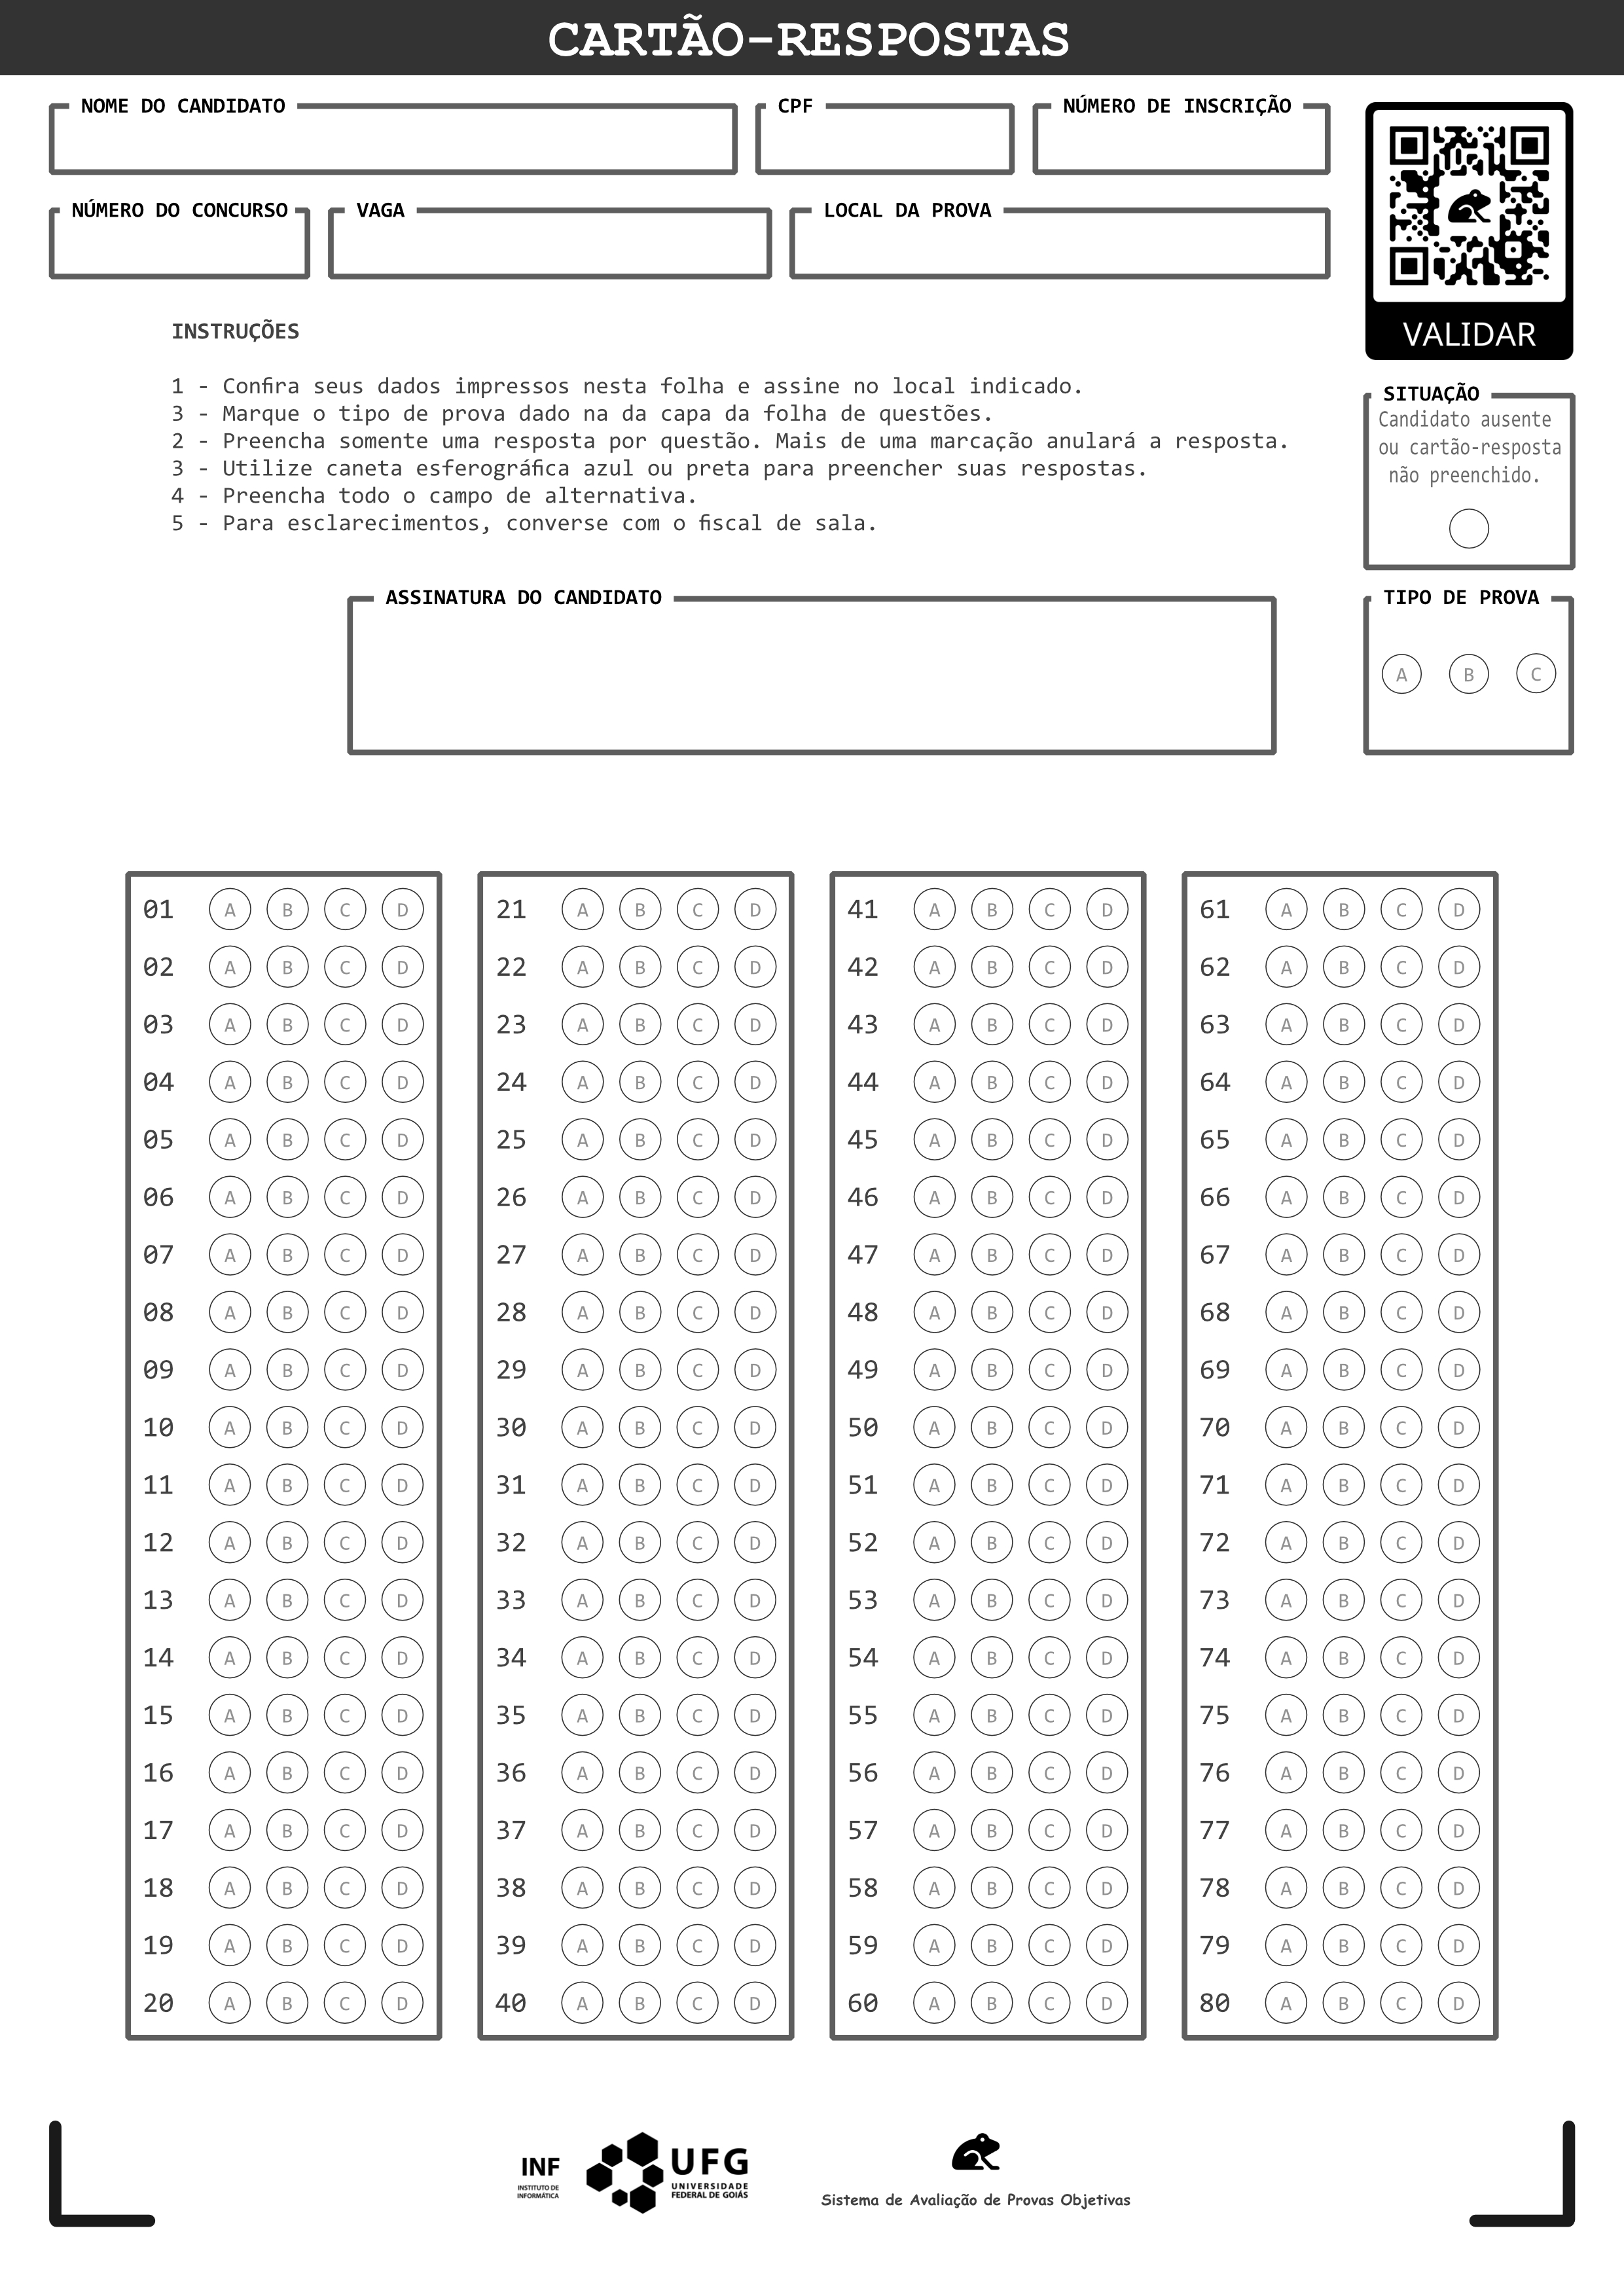 CARTÃO-RESPOSTAS
NOME DO CANDIDATO
CPF
NÚMERO DE INSCRIÇÃO
NÚMERO DO CONCURSO
VAGA
LOCAL DA PROVA
VALIDAR
INSTRUÇÕES
1 - Confira seus dados impressos nesta folha e assine no local indicado.
3 - Marque o tipo de prova dado na da capa da folha de questões.
2 - Preencha somente uma resposta por questão. Mais de uma marcação anulará a resposta.
3 - Utilize caneta esferográfica azul ou preta para preencher suas respostas.
4 - Preencha todo o campo de alternativa.
5 - Para esclarecimentos, converse com o fiscal de sala.
SITUAÇÃO
Candidato ausente
ou cartão-resposta
não preenchido.
ASSINATURA DO CANDIDATO
TIPO DE PROVA
A B C
01 A B C D
02 A B C D
03 A B C D
04 A B C D
05 A B C D
06 A B C D
07 A B C D
08 A B C D
09 A B C D
10 A B C D
11 A B C D
12 A B C D
13 A B C D
14 A B C D
15 A B C D
16 A B C D
17 A B C D
18 A B C D
19 A B C D
20 A B C D
21 A B C D
22 A B C D
23 A B C D
24 A B C D
25 A B C D
26 A B C D
27 A B C D
28 A B C D
29 A B C D
30 A B C D
31 A B C D
32 A B C D
33 A B C D
34 A B C D
35 A B C D
36 A B C D
37 A B C D
38 A B C D
39 A B C D
40 A B C D
41 A B C D
42 A B C D
43 A B C D
44 A B C D
45 A B C D
46 A B C D
47 A B C D
48 A B C D
49 A B C D
50 A B C D
51 A B C D
52 A B C D
53 A B C D
54 A B C D
55 A B C D
56 A B C D
57 A B C D
58 A B C D
59 A B C D
60 A B C D
61 A B C D
62 A B C D
63 A B C D
64 A B C D
65 A B C D
66 A B C D
67 A B C D
68 A B C D
69 A B C D
70 A B C D
71 A B C D
72 A B C D
73 A B C D
74 A B C D
75 A B C D
76 A B C D
77 A B C D
78 A B C D
79 A B C D
80 A B C D
INF
INSTITUTO DE
INFORMÁTICA
UFG
UNIVERSIDADE
FEDERAL DE GOIÁS
Sistema de Avaliação de Provas Objetivas